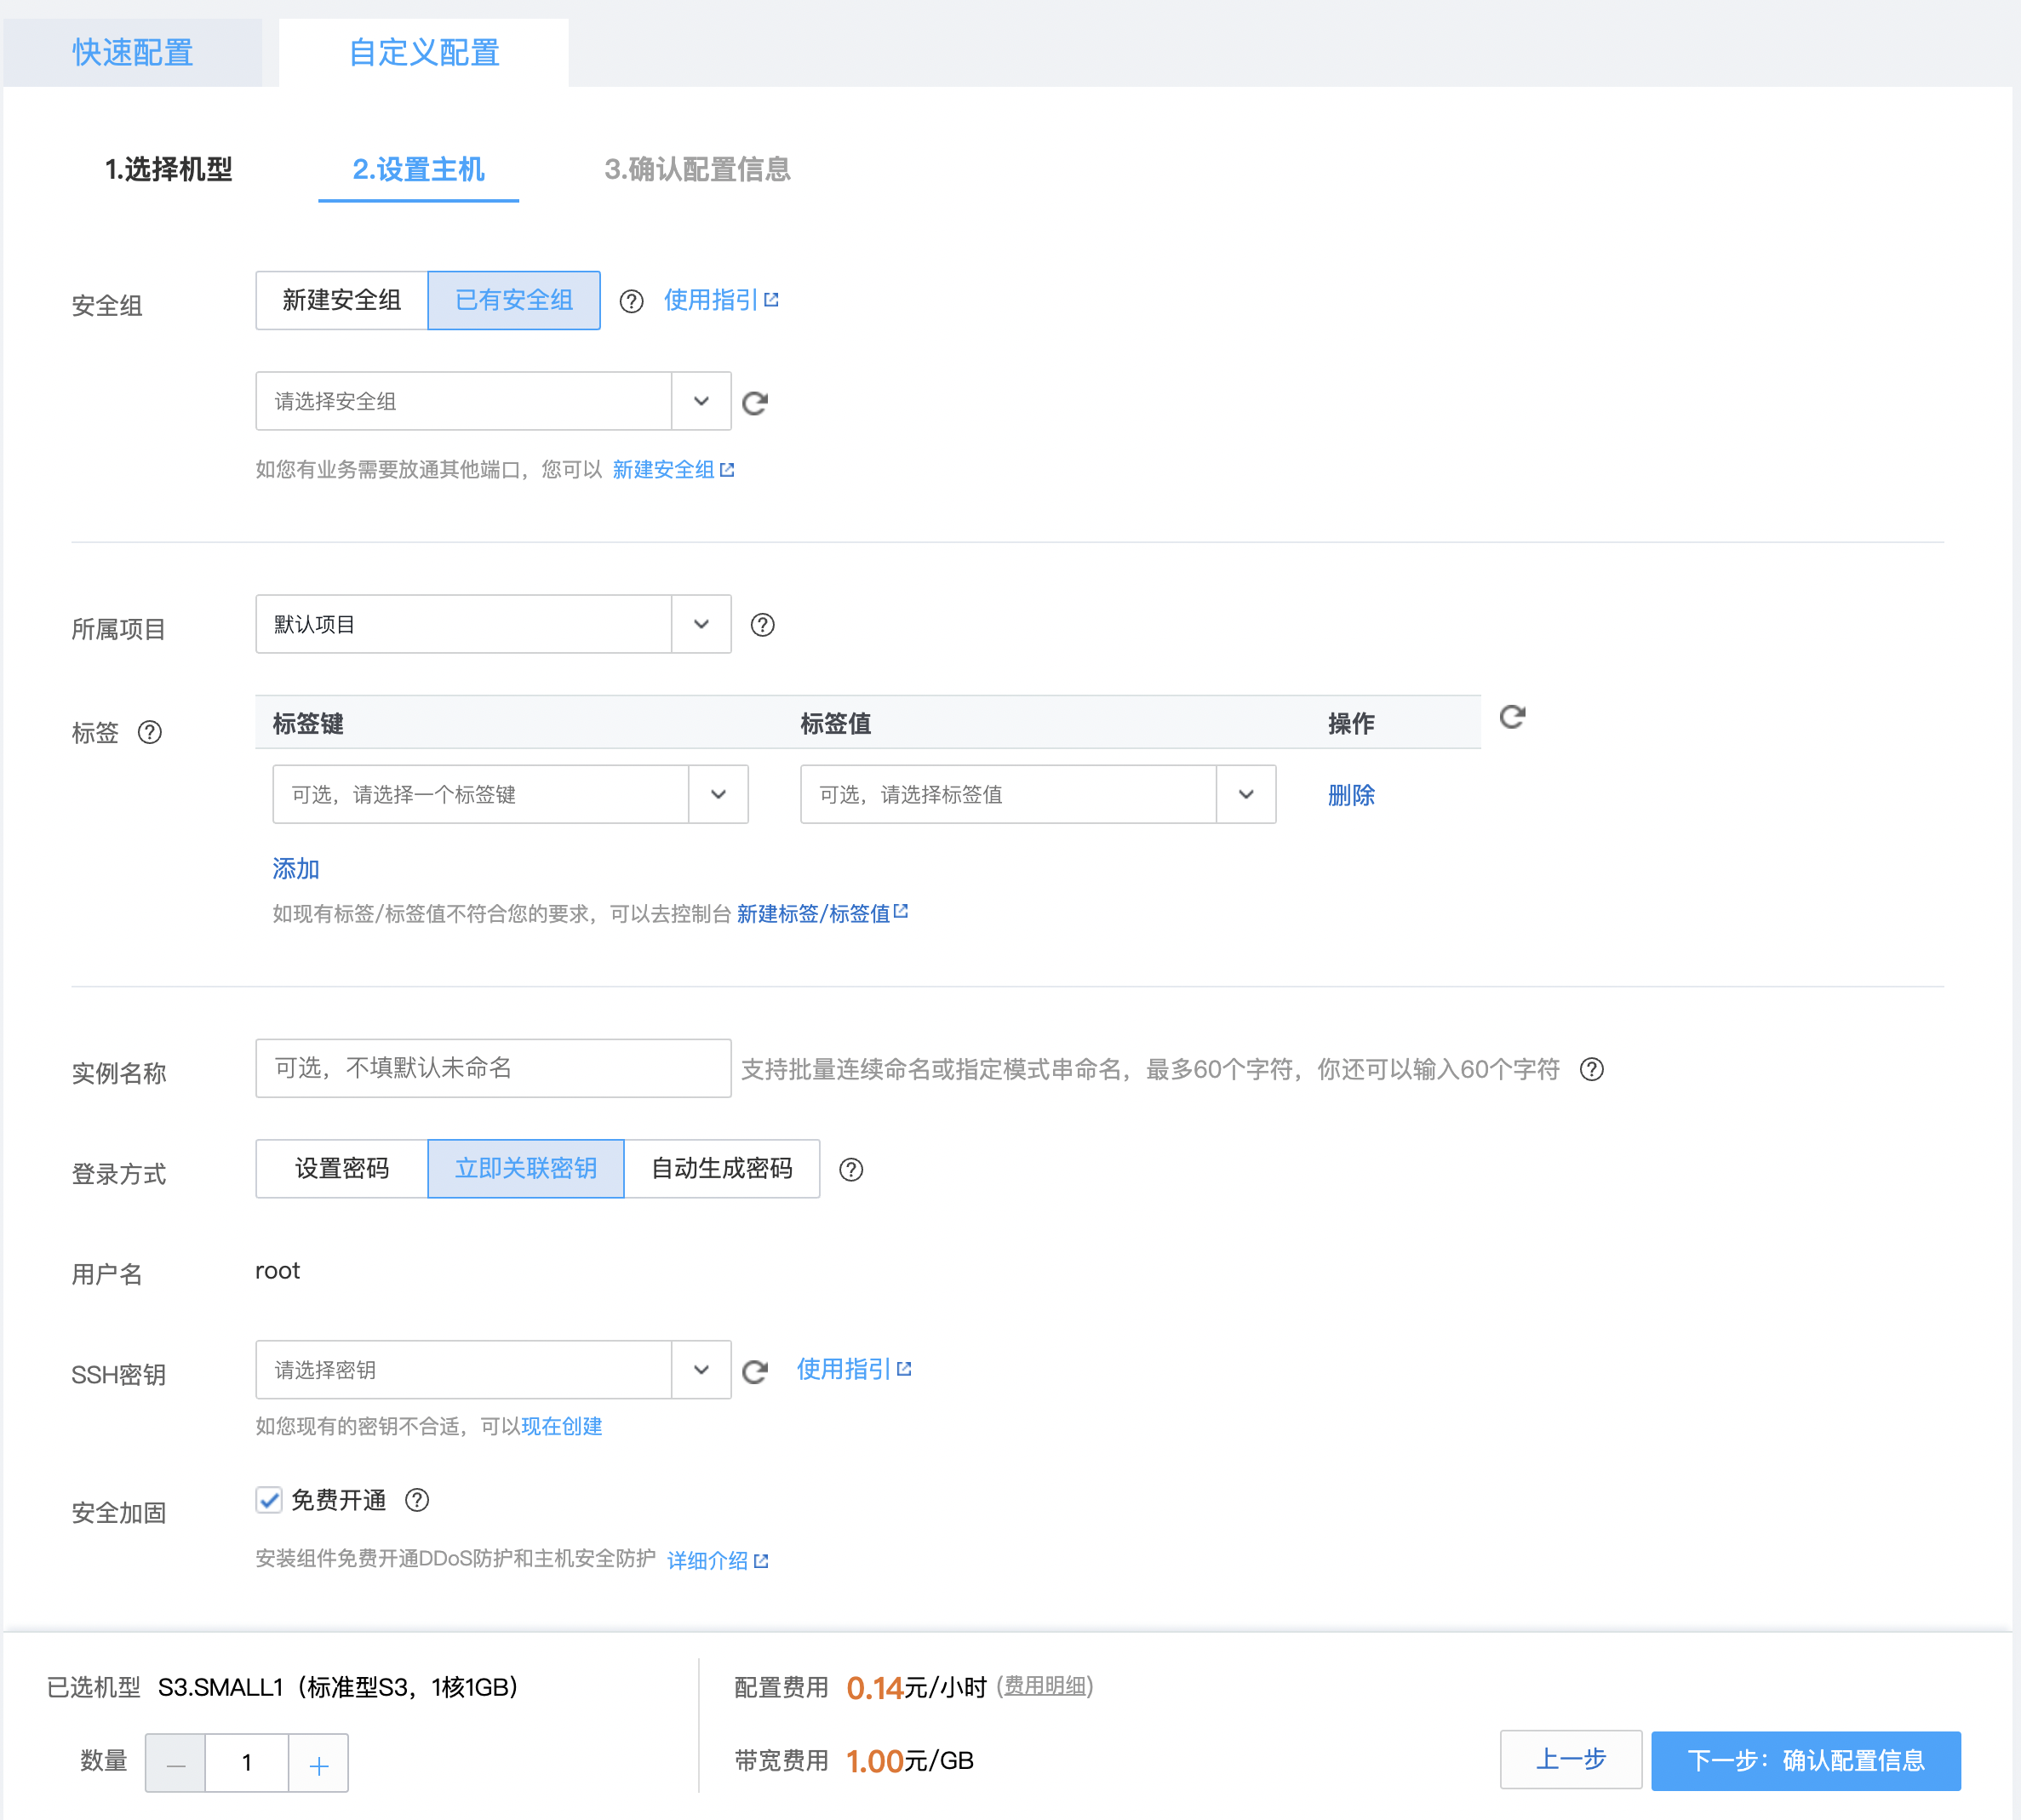 快速配置 自定义配置
1.选择机型 2.设置主机 3.确认配置信息
安全组 新建安全组 已有安全组 使用指引
请选择安全组
如您有业务需要放通其他端口，您可以 新建安全组
所属项目 默认项目
标签 标签键 标签值 操作
可选，请选择一个标签键 可选，请选择标签值 删除
添加
如现有标签/标签值不符合您的要求，可以去控制台 新建标签/标签值
实例名称 可选，不填默认未命名 支持批量连续命名或指定模式串命名，最多60个字符，你还可以输入60个字符
登录方式 设置密码 立即关联密钥 自动生成密码
用户名 root
SSH密钥 请选择密钥 使用指引
如您现有的密钥不合适，可以现在创建
安全加固 免费开通
安装组件免费开通DDoS防护和主机安全防护 详细介绍
已选机型 S3.SMALL1（标准型S3，1核1GB） 配置费用 0.14元/小时 (费用明细)
数量 1 带宽费用 1.00元/GB 上一步 下一步：确认配置信息